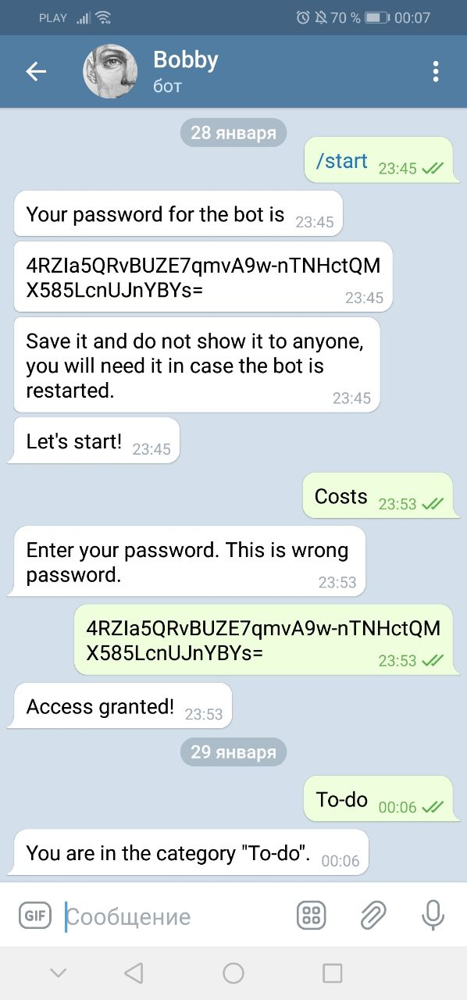 PLAY 70 % 00:07
Bobby
бот
28 января
/start 23:45
Your password for the bot is 23:45
4RZIa5QRvBUZE7qmvA9w-nTNHctQM
X585LcnUJnYBYs= 23:45
Save it and do not show it to anyone,
you will need it in case the bot is
restarted. 23:45
Let's start! 23:45
Costs 23:53
Enter your password. This is wrong
password. 23:53
4RZIa5QRvBUZE7qmvA9w-nTNHctQM
X585LcnUJnYBYs= 23:53
Access granted! 23:53
29 января
To-do 00:06
You are in the category "To-do". 00:06
GIF Сообщение